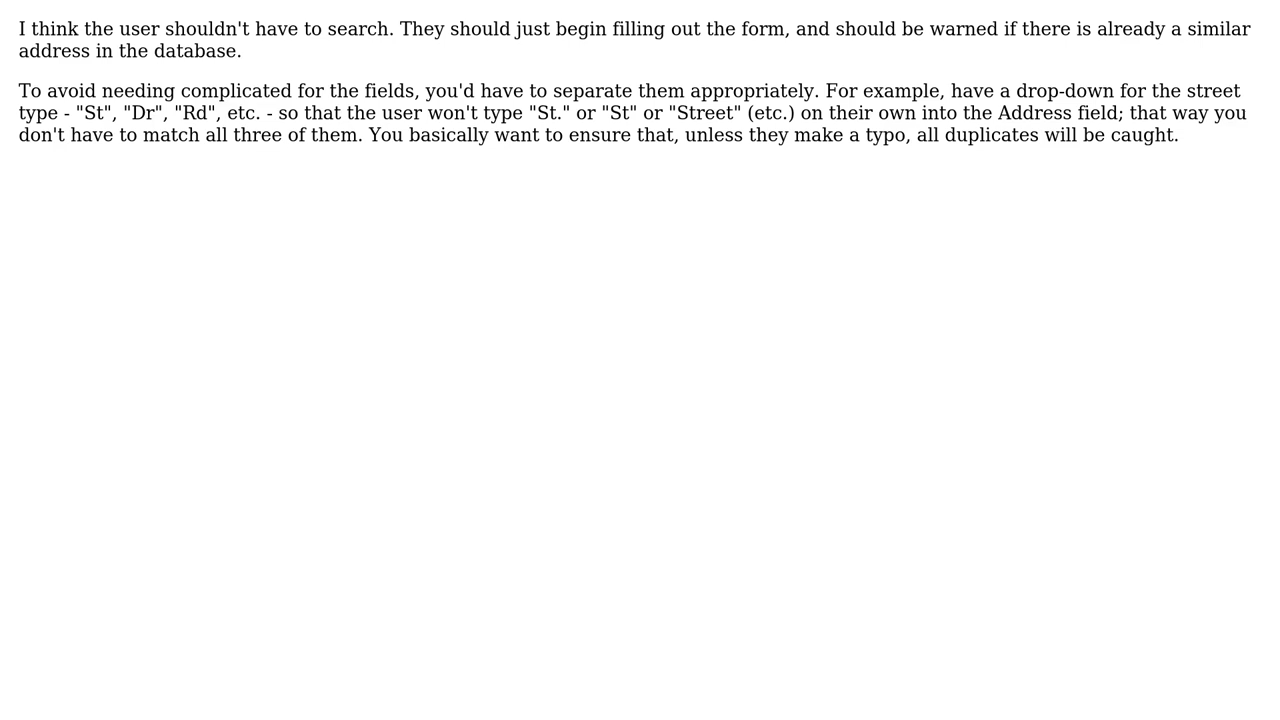 I think the user shouldn't have to search. They should just begin filling out the form, and should be warned if there is already a similar
address in the database.
To avoid needing complicated for the fields, you'd have to separate them appropriately. For example, have a drop-down for the street
type - "St", "Dr", "Rd", etc. - so that the user won't type "St." or "St" or "Street" (etc.) on their own into the Address field; that way you
don't have to match all three of them. You basically want to ensure that, unless they make a typo, all duplicates will be caught.